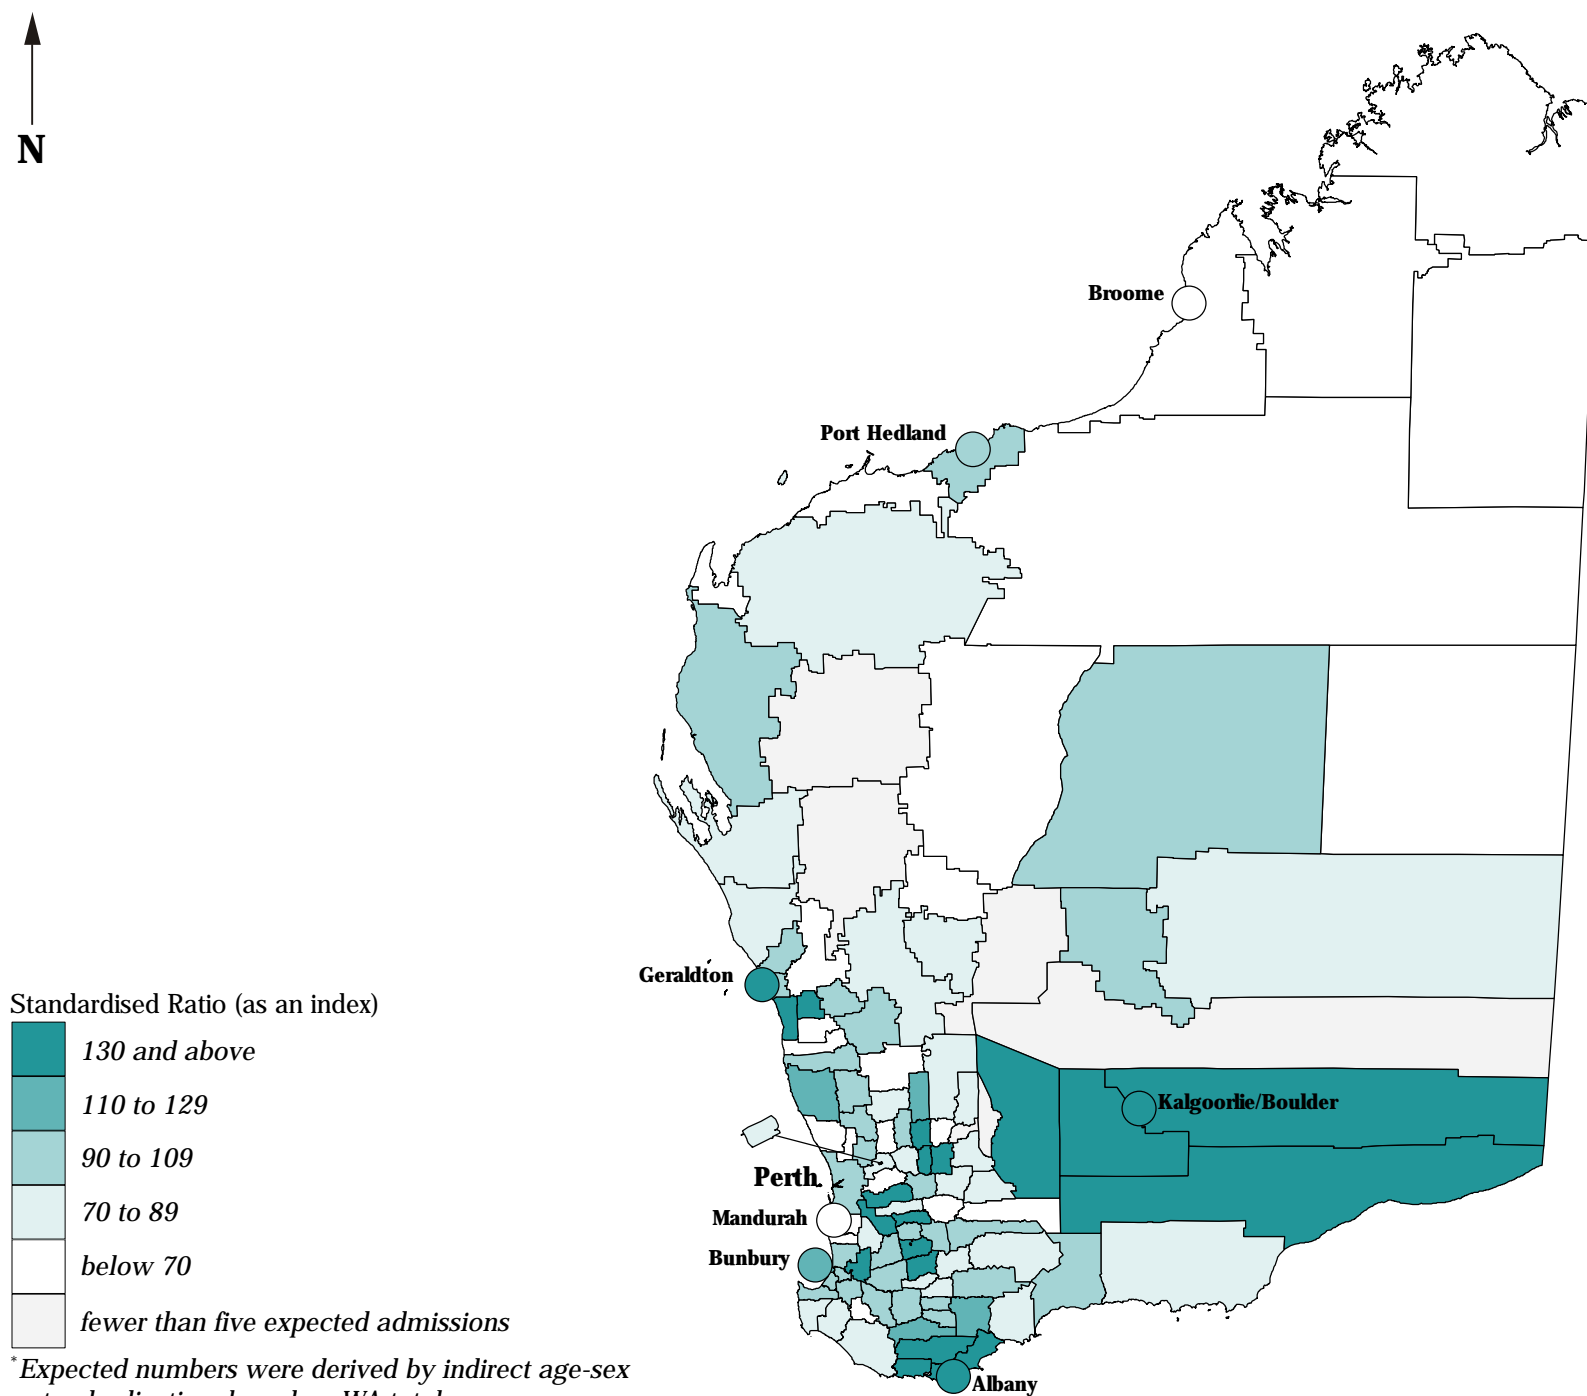 N
Broome
Port Hedland
Geraldton
Standardised Ratio (as an index)
130 and above
110 to 129
Kalgoorlie/Boulder
90 to 109
Perth
70 to 89
Mandurah
Bunbury
below 70
fewer than five expected admissions
*Expected numbers were derived by indirect age-sex
Albany